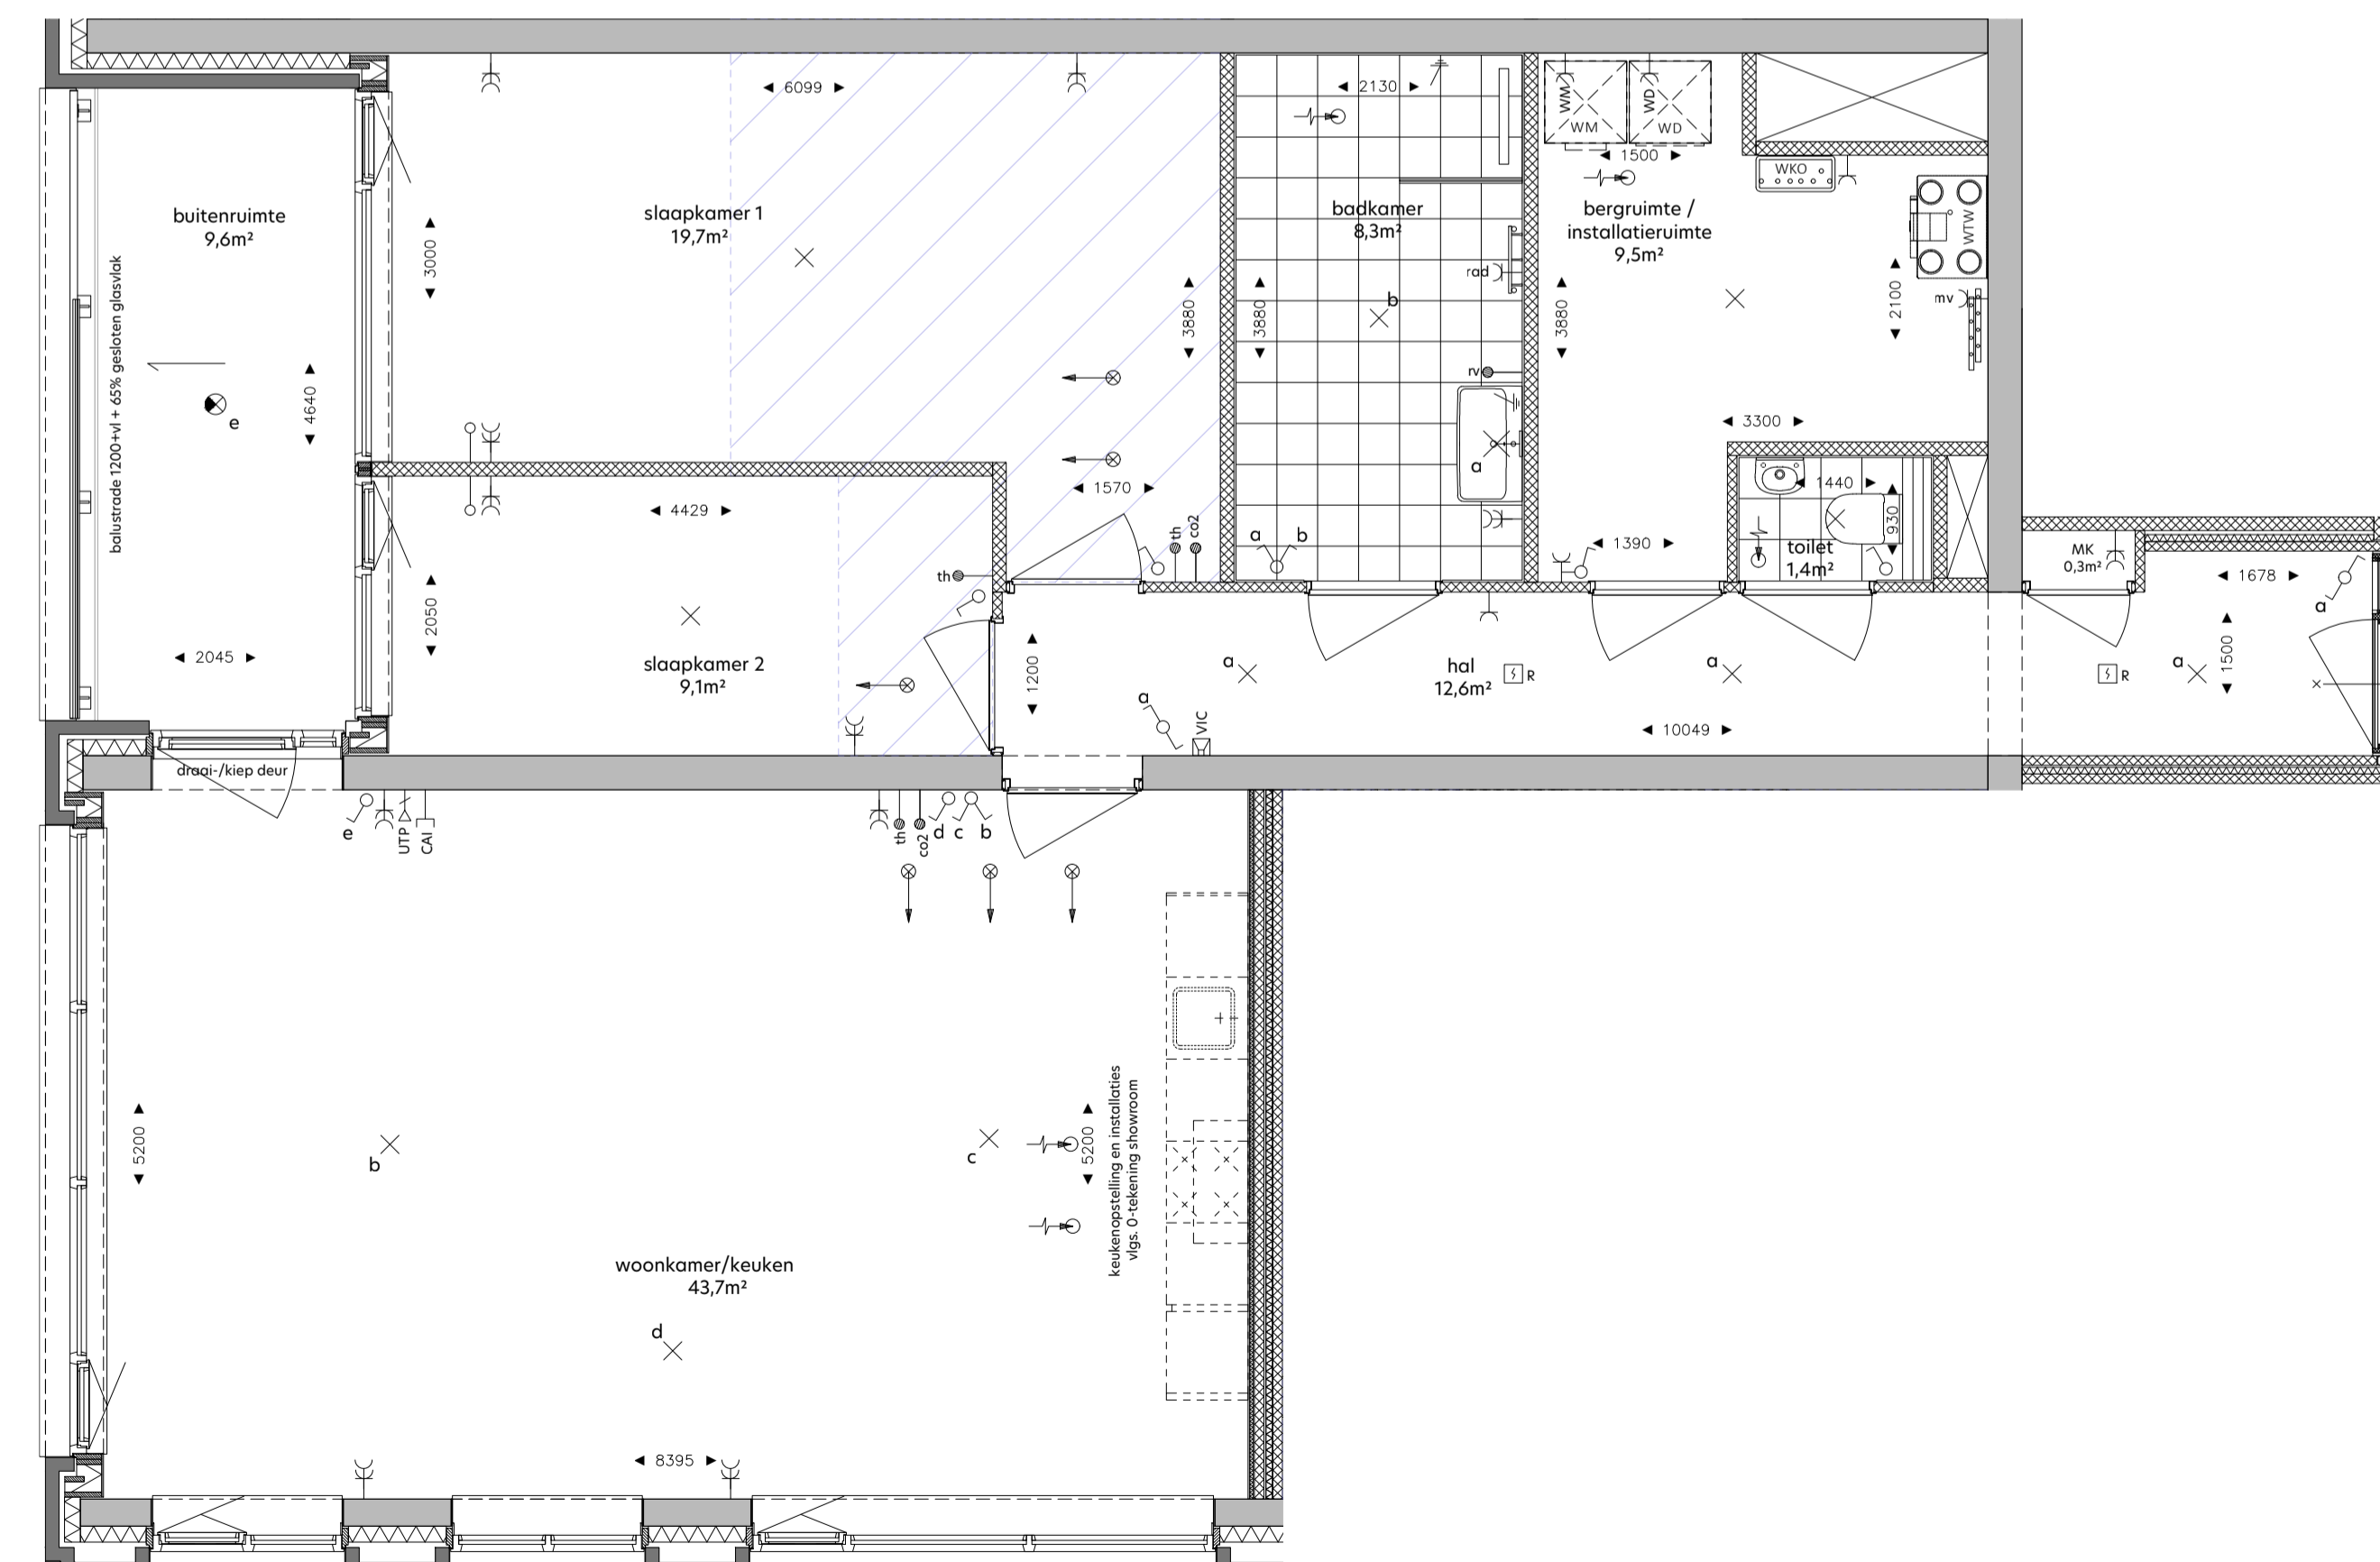 buitenruimte
9,6m²
balustrade 1200+vl + 65% gesloten glasvlak
e
4640
2045
draai-/kiep deur
6099
slaapkamer 1
19,7m²
3000
3880
1570
th
co2
4429
th
2050
slaapkamer 2
9,1m²
2130
badkamer
8,3m²
3880
rad
b
rv
a
a
b
WM
WD
WM
WD
1500
bergruimte /
installatieruimte
9,5m²
3880
WKO
WTW
mv
2100
3300
1390
1440
930
toilet
1,4m²
MK
0,3m²
1678
a
1500
1200
a
hal
12,6m²
R
a
R
a
a
VIC
10049
e
UTP
CAI
th
co2
d
c
b
5200
b
c
5200
keukenopstelling en installaties
vlgs. 0-tekening showroom
woonkamer/keuken
43,7m²
d
8395